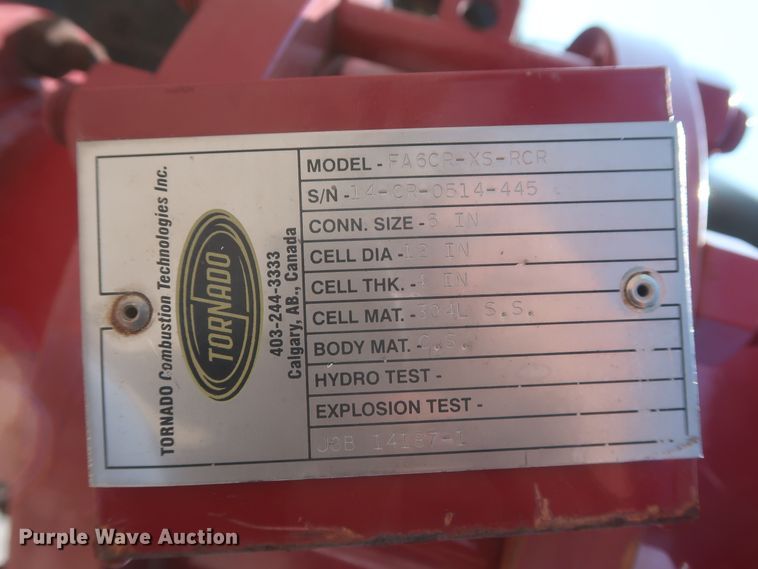 TORNADO Combustion Technologies Inc.
TORNADO
403-244-3333
Calgary, AB., Canada
MODEL - FA6CR-XS-RCR
S/N - 14-CR-0514-445
CONN. SIZE - 6 IN
CELL DIA - 12 IN
CELL THK. - 4 IN
CELL MAT. - 304L S.S.
BODY MAT. - C.S.
HYDRO TEST -
EXPLOSION TEST -
JOB 14187-1
Purple Wave Auction